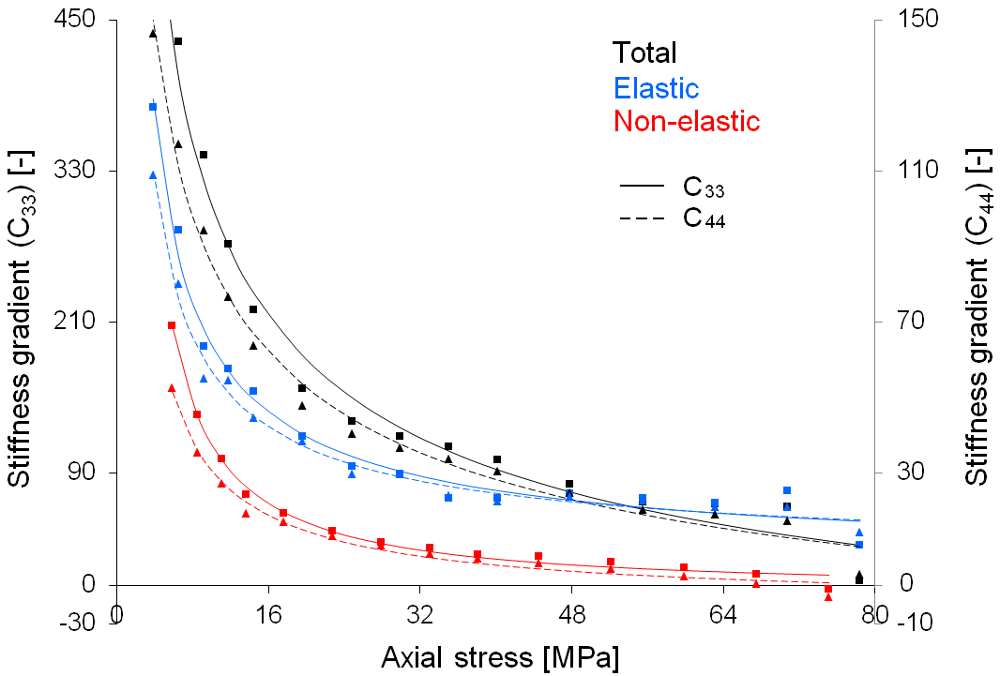 450
330
210
90
0
-30
Stiffness gradient (C33) [-]
150
110
70
30
0
-10
Stiffness gradient (C44) [-]
Total
Elastic
Non-elastic
C33
C44
0 16 32 48 64 80
Axial stress [MPa]